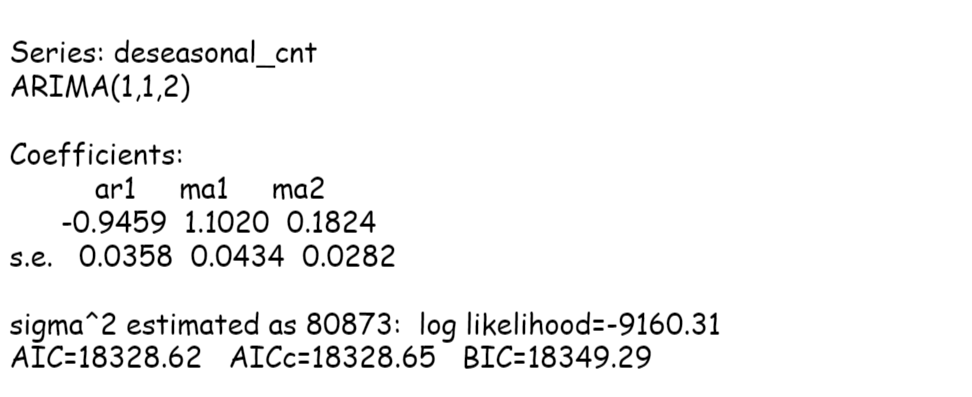 Series: deseasonal_cnt
ARIMA(1,1,2)
Coefficients:
ar1 ma1 ma2
-0.9459 1.1020 0.1824
s.e. 0.0358 0.0434 0.0282
sigma^2 estimated as 80873: log likelihood=-9160.31
AIC=18328.62 AICc=18328.65 BIC=18349.29